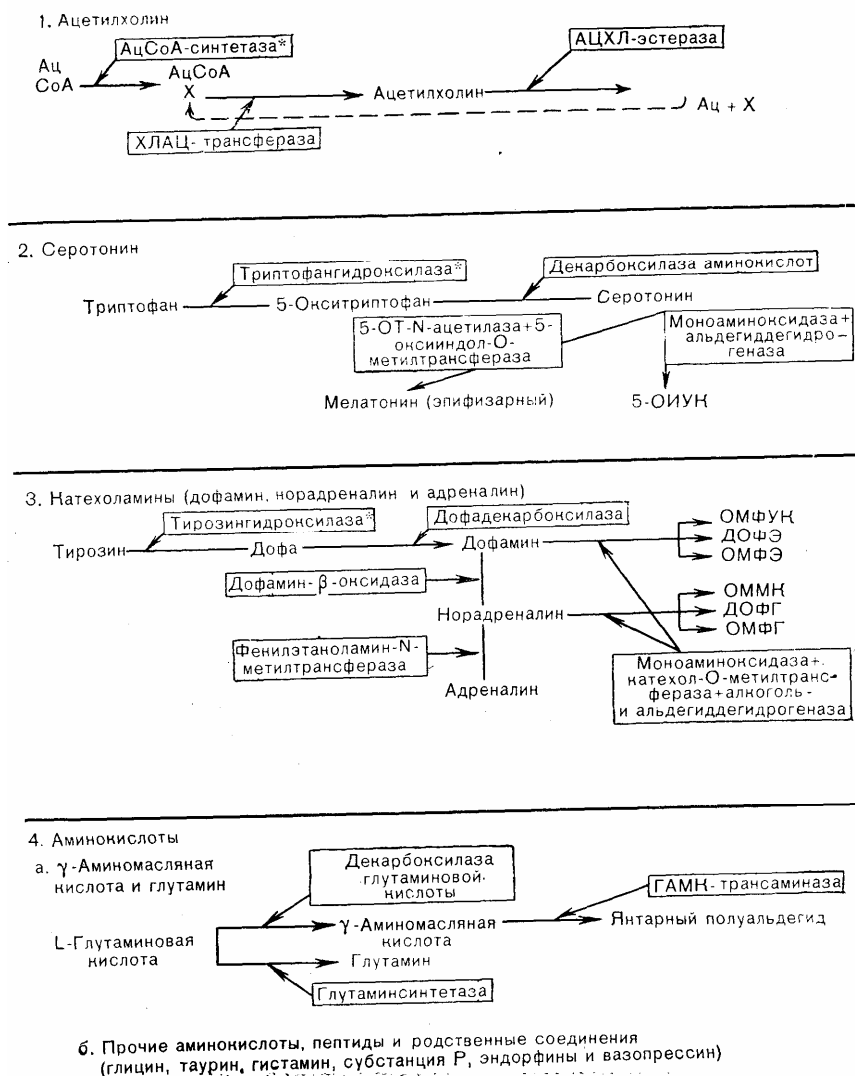 1. Ацетилхолин
АцСоА-синтетаза*
АЦХЛ-эстераза
Ац
СоА
АцСоА
Х
Ацетилхолин
Ац + Х
ХЛАЦ- трансфераза
2. Серотонин
Триптофангидроксилаза*
Декарбоксилаза аминокислот
Триптофан
5-Окситриптофан
Серотонин
5-ОТ-N-ацетилаза+5-
оксииндол-О-
метилтрансфераза
Моноаминоксидаза+
альдегиддегидро-
геназа
Мелатонин (эпифизарный)
5-ОИУК
3. Катехоламины (дофамин, норадреналин и адреналин)
Тирозингидроксилаза*
Дофадекарбоксилаза
Тирозин
Дофа
Дофамин
ОМФУК
ДОФЭ
ОМФЭ
Дофамин-β-оксидаза
Норадреналин
ОММК
ДОФГ
ОМФГ
Фенилэтаноламин-N-
метилтрансфераза
Адреналин
Моноаминоксидаза+.
катехол-О-метилтранс-
фераза+алкоголь-
и альдегиддегидрогеназа
4. Аминокислоты
а. γ-Аминомасляная
кислота и глутамин
Декарбоксилаза
глутаминовой
кислоты
ГАМК-трансаминаза
L-Глутаминовая
кислота
γ-Аминомасляная
кислота
Янтарный полуальдегид
Глутамин
Глутаминсинтетаза
б. Прочие аминокислоты, пептиды и родственные соединения
(глицин, таурин, гистамин, субстанция Р, эндорфины и вазопрессин)